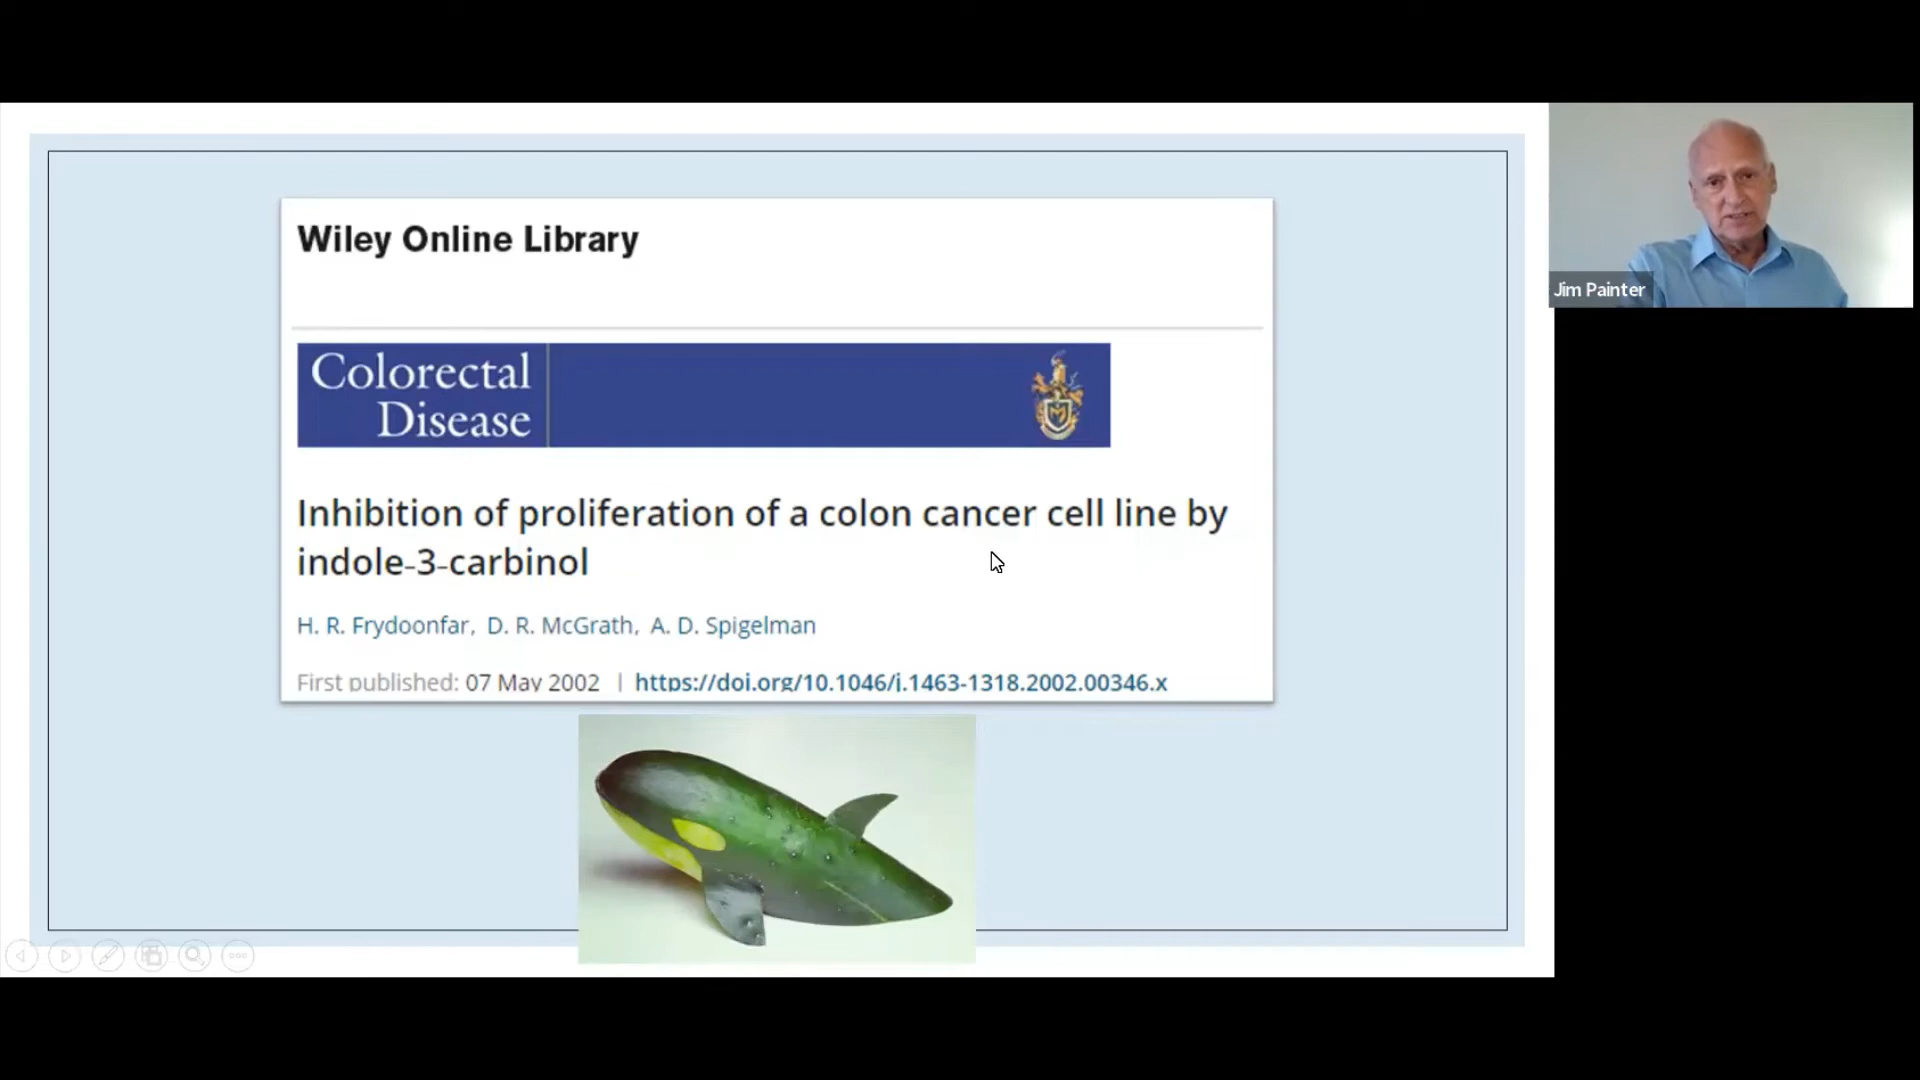 Wiley Online Library
Colorectal
Disease
Inhibition of proliferation of a colon cancer cell line by
indole-3-carbinol
H. R. Frydoonfar, D. R. McGrath, A. D. Spigelman
First published: 07 May 2002 | https://doi.org/10.1046/j.1463-1318.2002.00346.x
Jim Painter